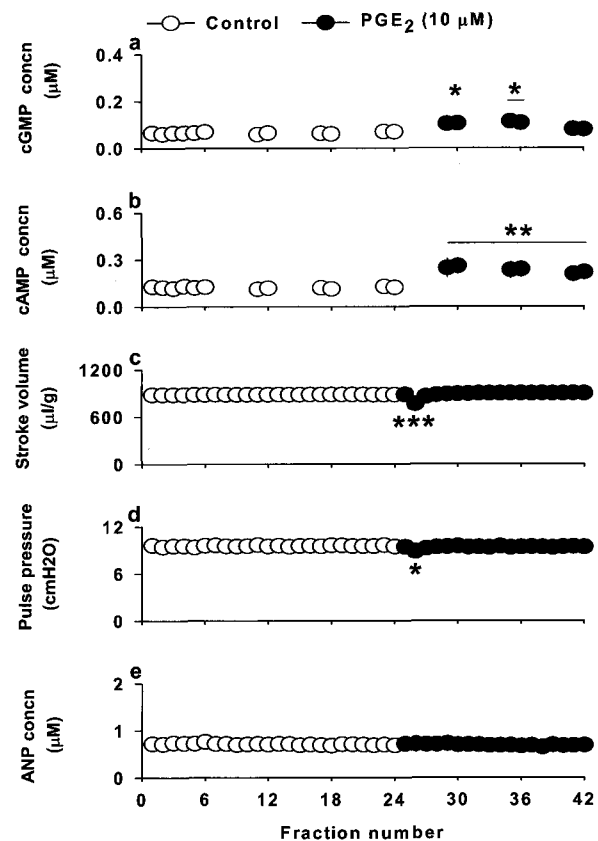 Control PGE₂ (10 μM)
a
cGMP concn
(μM)
0.4
0.2
0.0
*
*
b
cAMP concn
(μM)
0.6
0.3
0.0
**
c
Stroke volume
(μl/g)
1200
600
0
***
d
Pulse pressure
(cmH2O)
12
6
0
*
e
ANP concn
(μM)
2
1
0
0 6 12 18 24 30 36 42
Fraction number